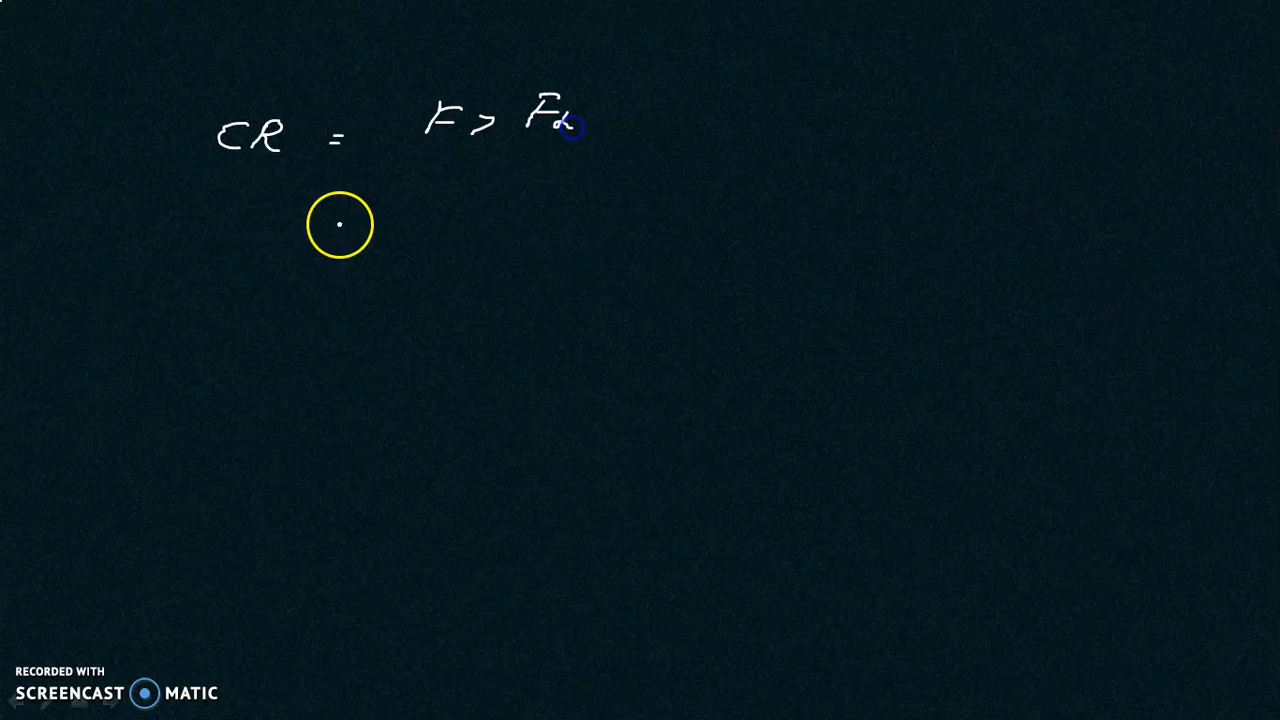 CR = F > Fα
RECORDED WITH
SCREENCAST MATIC